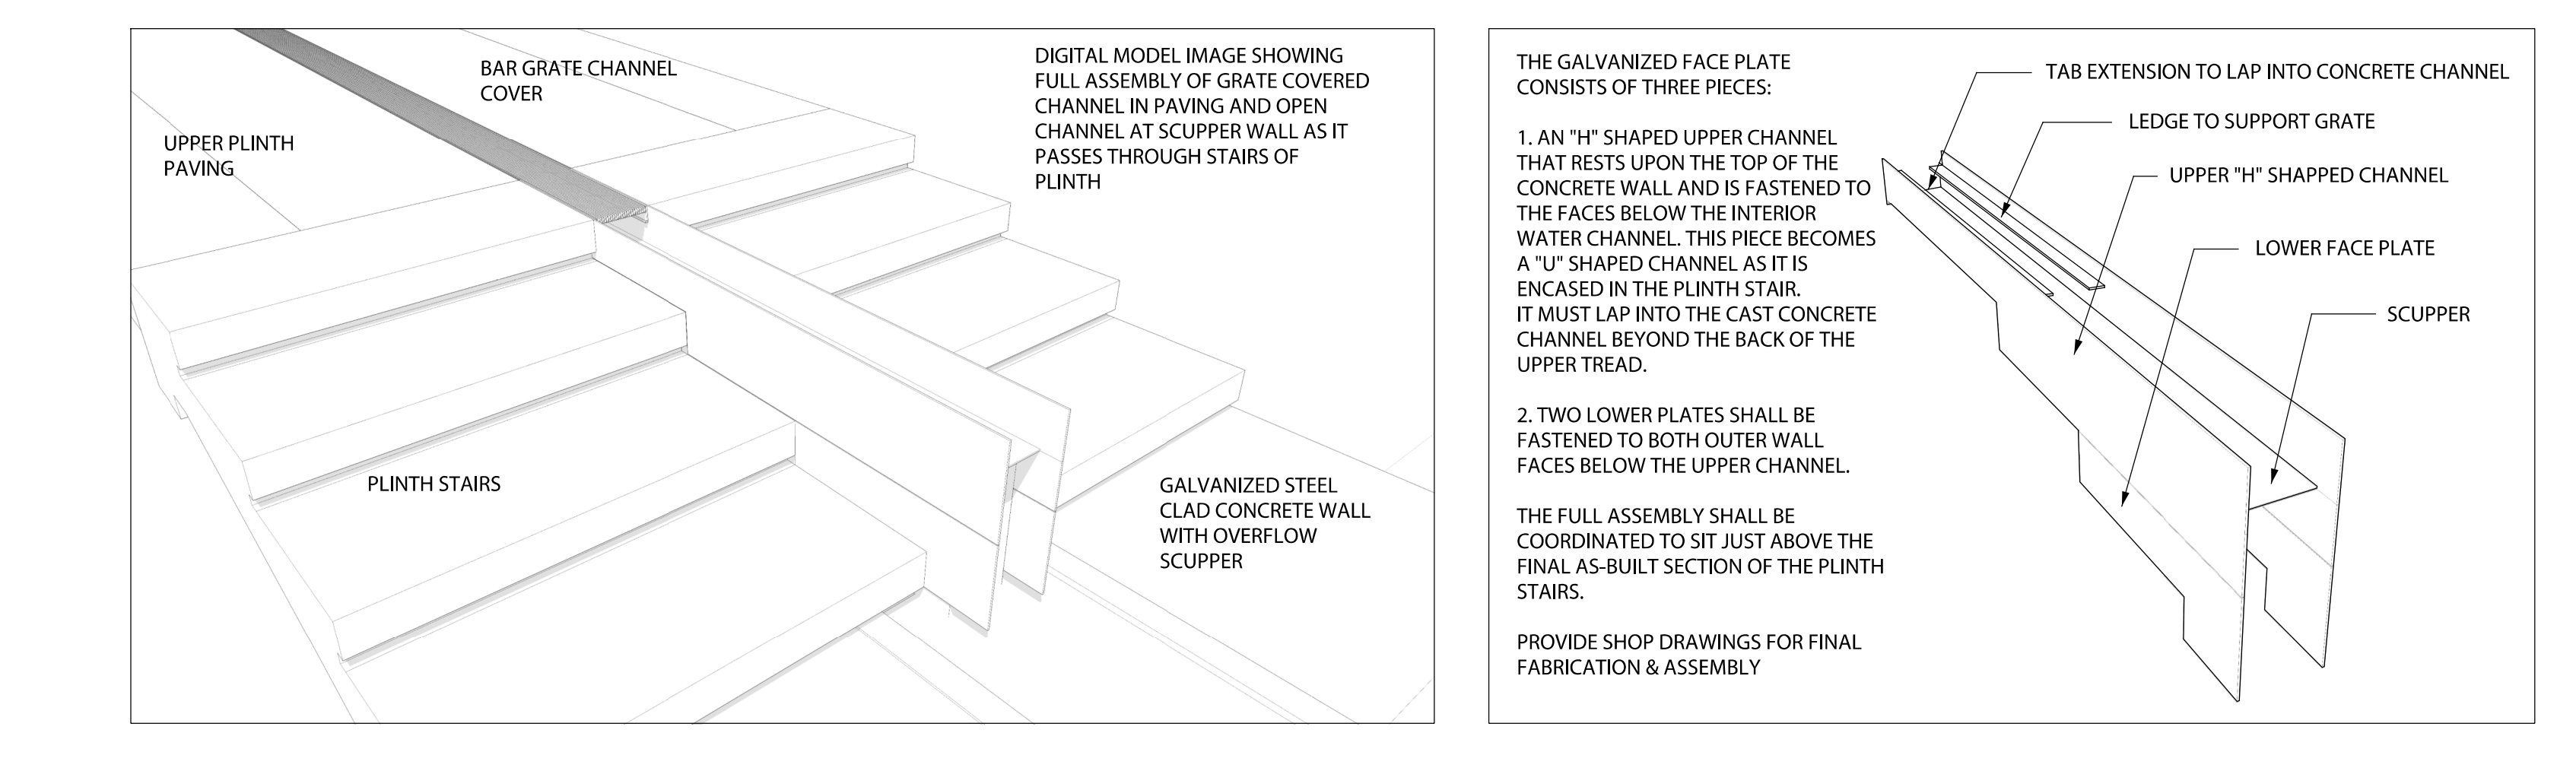 BAR GRATE CHANNEL
COVER
UPPER PLINTH
PAVING
DIGITAL MODEL IMAGE SHOWING
FULL ASSEMBLY OF GRATE COVERED
CHANNEL IN PAVING AND OPEN
CHANNEL AT SCUPPER WALL AS IT
PASSES THROUGH STAIRS OF
PLINTH
PLINTH STAIRS
GALVANIZED STEEL
CLAD CONCRETE WALL
WITH OVERFLOW
SCUPPER
THE GALVANIZED FACE PLATE
CONSISTS OF THREE PIECES:
1. AN "H" SHAPED UPPER CHANNEL
THAT RESTS UPON THE TOP OF THE
CONCRETE WALL AND IS FASTENED TO
THE FACES BELOW THE INTERIOR
WATER CHANNEL. THIS PIECE BECOMES
A "U" SHAPED CHANNEL AS IT IS
ENCASED IN THE PLINTH STAIR.
IT MUST LAP INTO THE CAST CONCRETE
CHANNEL BEYOND THE BACK OF THE
UPPER TREAD.
2. TWO LOWER PLATES SHALL BE
FASTENED TO BOTH OUTER WALL
FACES BELOW THE UPPER CHANNEL.
THE FULL ASSEMBLY SHALL BE
COORDINATED TO SIT JUST ABOVE THE
FINAL AS-BUILT SECTION OF THE PLINTH
STAIRS.
PROVIDE SHOP DRAWINGS FOR FINAL
FABRICATION & ASSEMBLY
TAB EXTENSION TO LAP INTO CONCRETE CHANNEL
LEDGE TO SUPPORT GRATE
UPPER "H" SHAPPED CHANNEL
LOWER FACE PLATE
SCUPPER